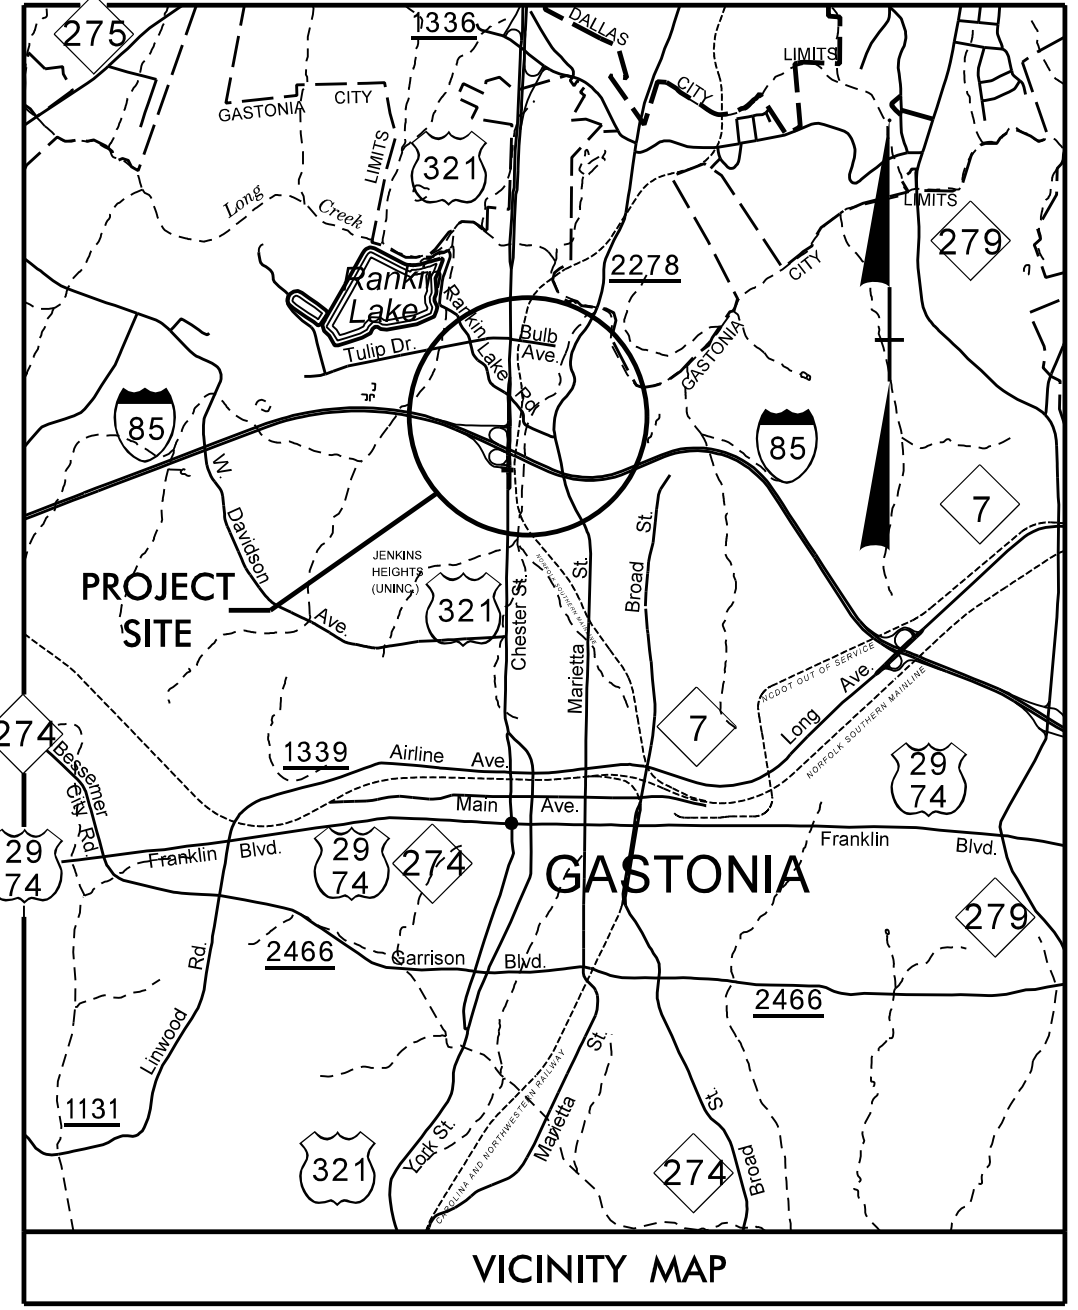 275
1336
DALLAS
LIMITS
CITY
GASTONIA
CITY
LIMITS
321
Long
Creek
LIMITS
279
2278
CITY
Rankin
Lake
Rankin Lake Rd.
Bulb
Ave.
Tulip Dr.
GASTONIA
85
85
7
W.
Davidson
Ave.
JENKINS
HEIGHTS
(UNINC.)
PROJECT
SITE
321
Chester St.
NORFOLK SOUTHERN MAINLINE
Marietta St.
Broad St.
NCDOT OUT OF SERVICE
Long Ave.
NORFOLK SOUTHERN MAINLINE
7
274
Bessemer
City Rd.
1339
Airline Ave.
29
74
Main Ave.
29
74
Franklin Blvd.
29
74
274
GASTONIA
Franklin Blvd.
279
2466
Garrison Blvd.
2466
Linwood Rd.
1131
York St.
321
CAROLINA AND NORTHWESTERN RAILWAY
Marietta St.
274
Broad St.
VICINITY MAP